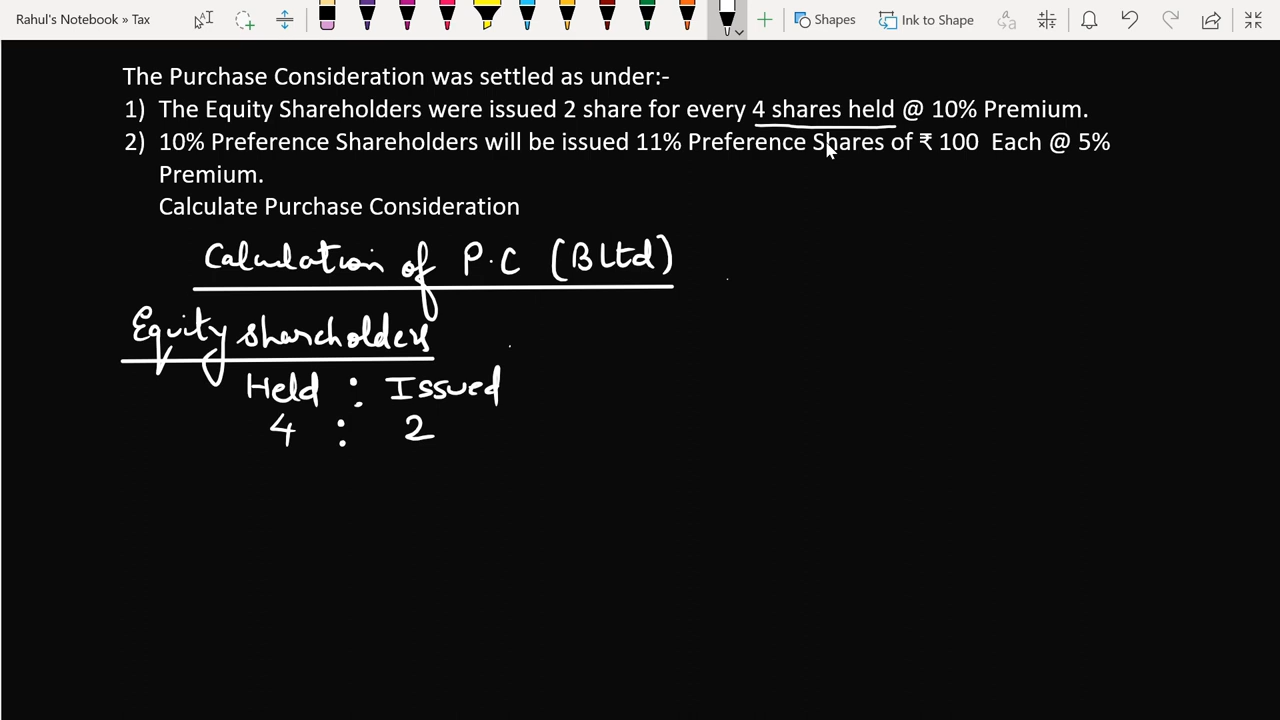 Rahul's Notebook » Tax
Shapes
Ink to Shape
The Purchase Consideration was settled as under:-
1) The Equity Shareholders were issued 2 share for every 4 shares held @ 10% Premium.
2) 10% Preference Shareholders will be issued 11% Preference Shares of ₹ 100 Each @ 5%
Premium.
Calculate Purchase Consideration
Calculation of P.C (B Ltd)
Equity Shareholders
Held : Issued
4 : 2